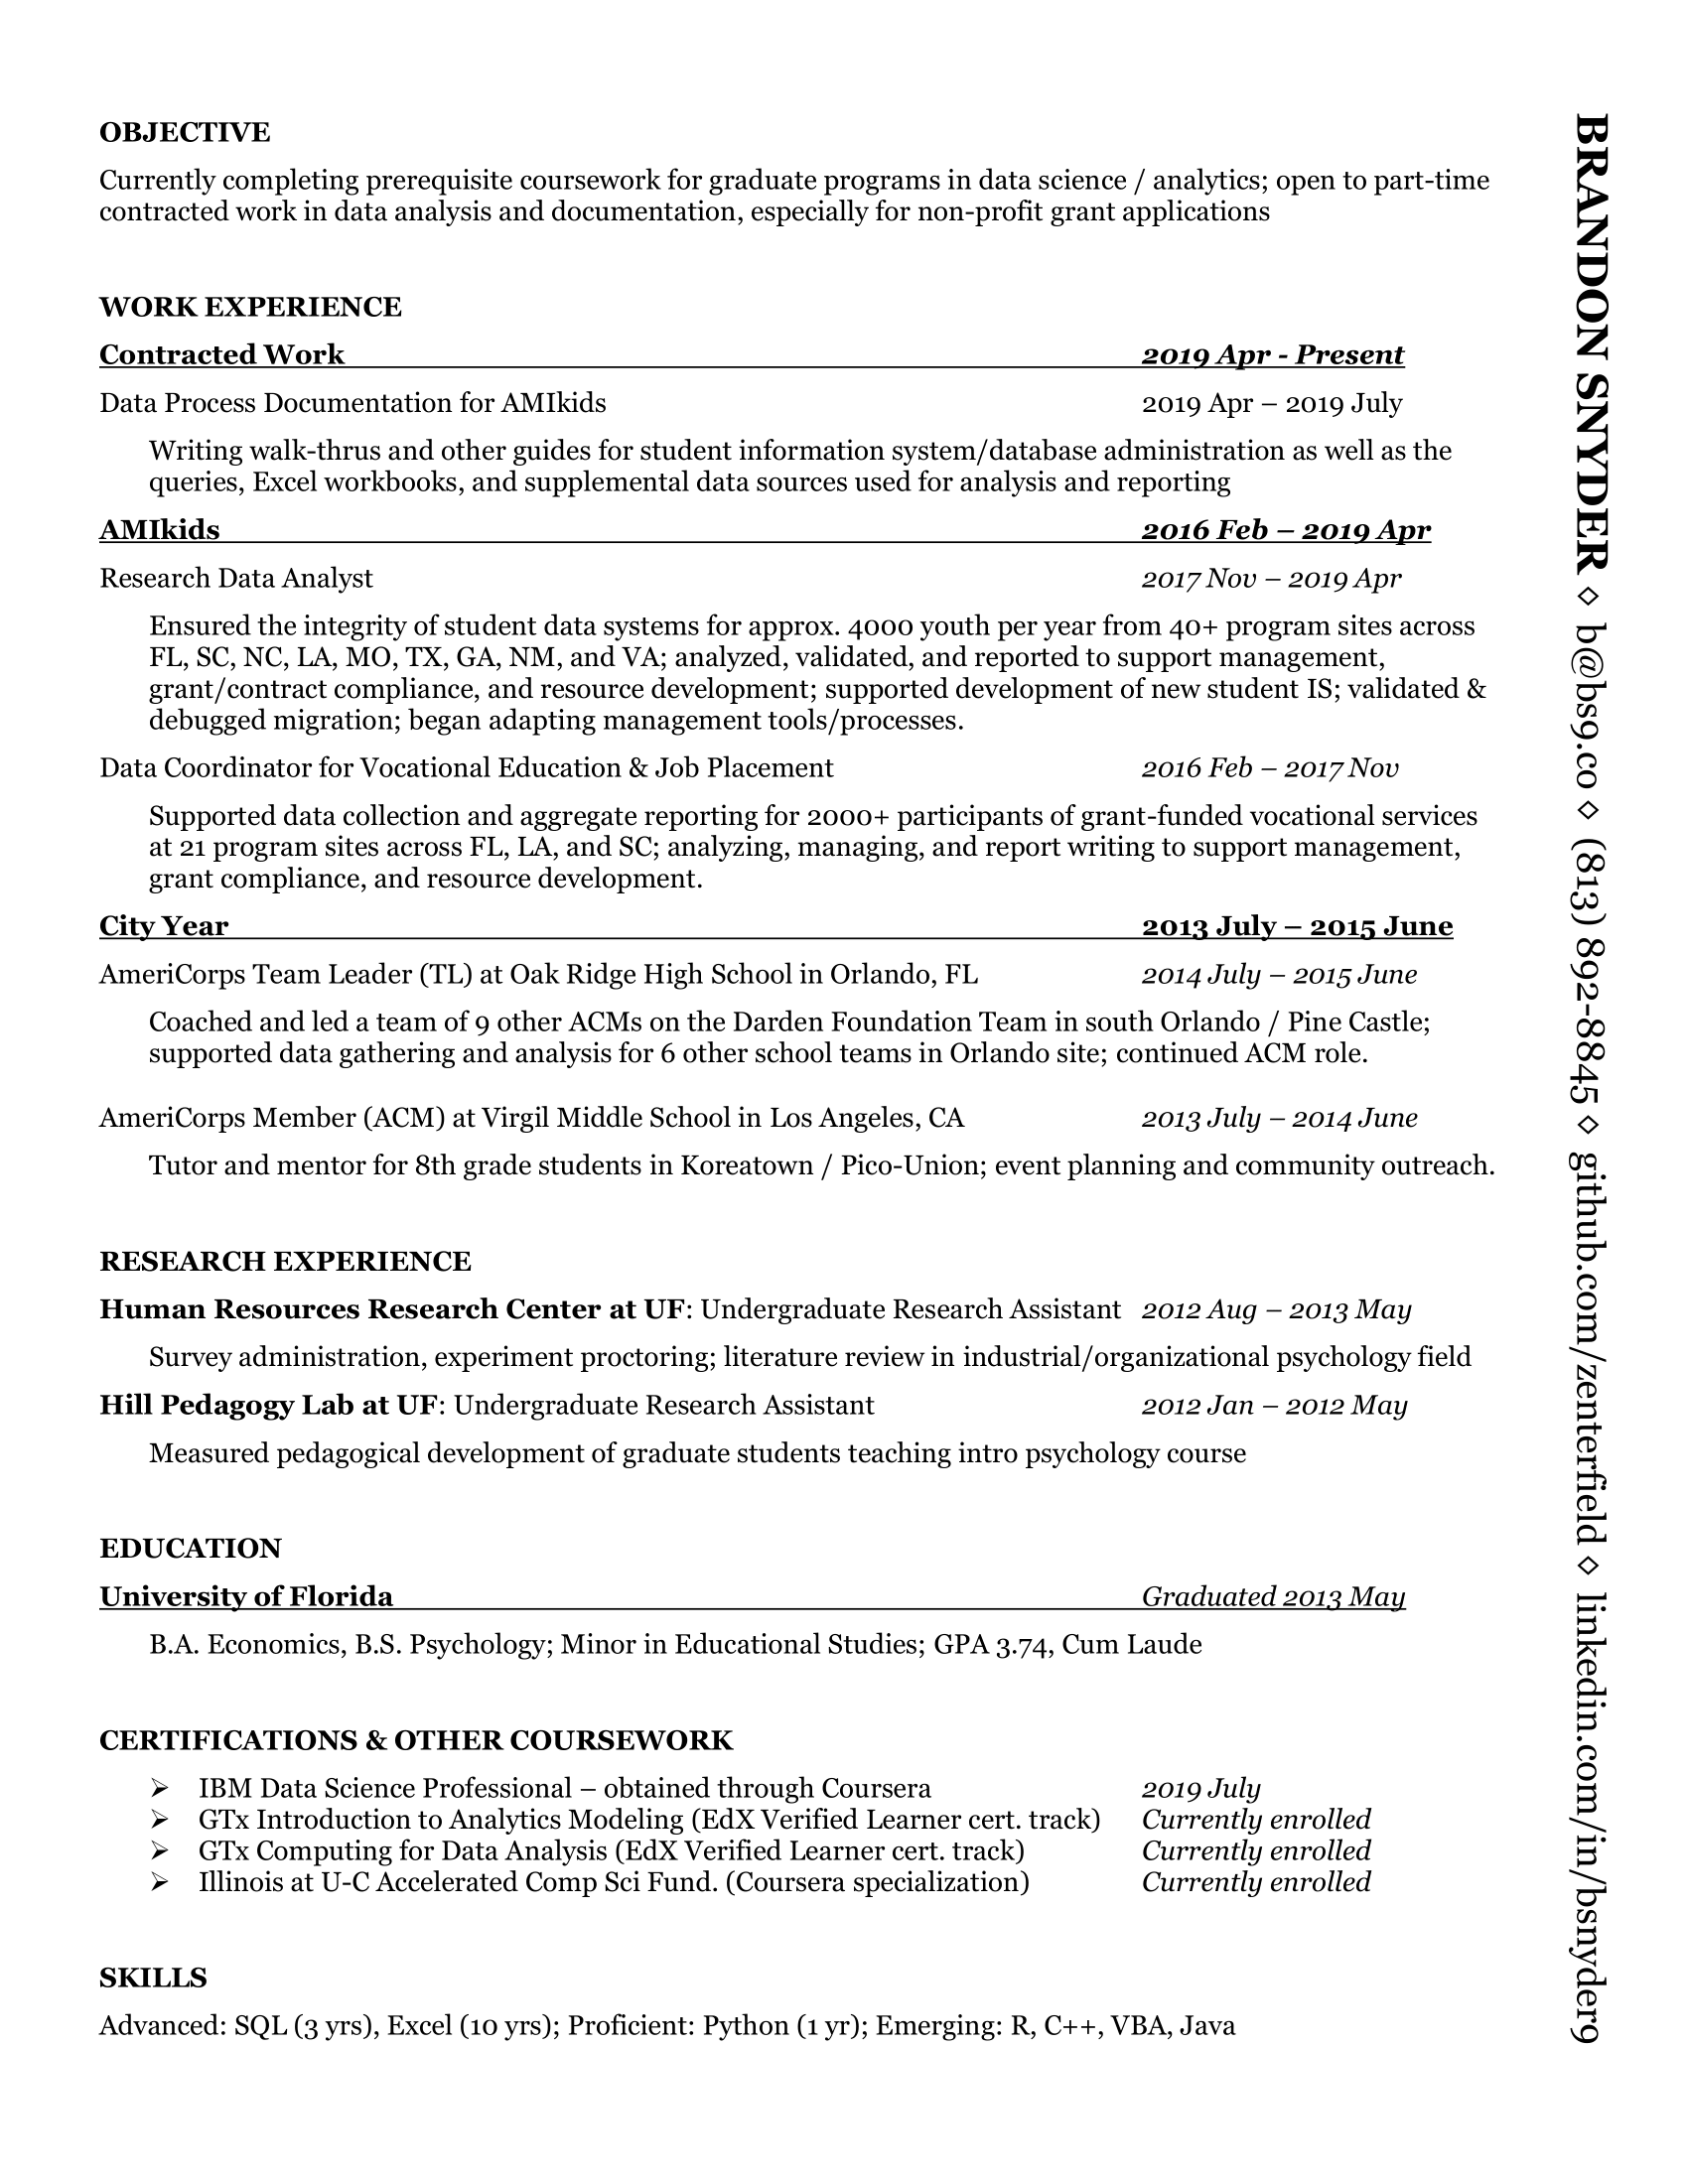 OBJECTIVE
Currently completing prerequisite coursework for graduate programs in data science / analytics; open to part-time
contracted work in data analysis and documentation, especially for non-profit grant applications
WORK EXPERIENCE
Contracted Work 2019 Apr - Present
Data Process Documentation for AMIkids 2019 Apr – 2019 July
Writing walk-thrus and other guides for student information system/database administration as well as the
queries, Excel workbooks, and supplemental data sources used for analysis and reporting
AMIkids 2016 Feb – 2019 Apr
Research Data Analyst 2017 Nov – 2019 Apr
Ensured the integrity of student data systems for approx. 4000 youth per year from 40+ program sites across
FL, SC, NC, LA, MO, TX, GA, NM, and VA; analyzed, validated, and reported to support management,
grant/contract compliance, and resource development; supported development of new student IS; validated &
debugged migration; began adapting management tools/processes.
Data Coordinator for Vocational Education & Job Placement 2016 Feb – 2017 Nov
Supported data collection and aggregate reporting for 2000+ participants of grant-funded vocational services
at 21 program sites across FL, LA, and SC; analyzing, managing, and report writing to support management,
grant compliance, and resource development.
City Year 2013 July – 2015 June
AmeriCorps Team Leader (TL) at Oak Ridge High School in Orlando, FL 2014 July – 2015 June
Coached and led a team of 9 other ACMs on the Darden Foundation Team in south Orlando / Pine Castle;
supported data gathering and analysis for 6 other school teams in Orlando site; continued ACM role.
AmeriCorps Member (ACM) at Virgil Middle School in Los Angeles, CA 2013 July – 2014 June
Tutor and mentor for 8th grade students in Koreatown / Pico-Union; event planning and community outreach.
RESEARCH EXPERIENCE
Human Resources Research Center at UF: Undergraduate Research Assistant 2012 Aug – 2013 May
Survey administration, experiment proctoring; literature review in industrial/organizational psychology field
Hill Pedagogy Lab at UF: Undergraduate Research Assistant 2012 Jan – 2012 May
Measured pedagogical development of graduate students teaching intro psychology course
EDUCATION
University of Florida Graduated 2013 May
B.A. Economics, B.S. Psychology; Minor in Educational Studies; GPA 3.74, Cum Laude
CERTIFICATIONS & OTHER COURSEWORK
➢ IBM Data Science Professional – obtained through Coursera 2019 July
➢ GTx Introduction to Analytics Modeling (EdX Verified Learner cert. track) Currently enrolled
➢ GTx Computing for Data Analysis (EdX Verified Learner cert. track) Currently enrolled
➢ Illinois at U-C Accelerated Comp Sci Fund. (Coursera specialization) Currently enrolled
SKILLS
Advanced: SQL (3 yrs), Excel (10 yrs); Proficient: Python (1 yr); Emerging: R, C++, VBA, Java
BRANDON SNYDER ◊ b@bs9.co ◊ (813) 892-8845 ◊ github.com/zenterfield ◊ linkedin.com/in/bsnyder9